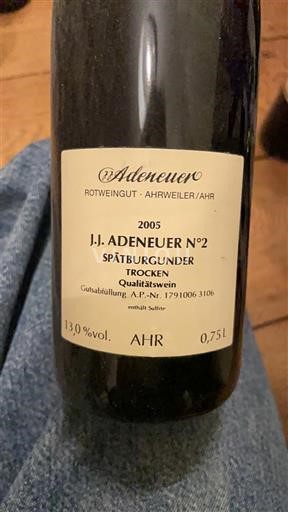 JJ Adeneuer
ROTWEINGUT · AHRWEILER/AHR
2005
J.J. ADENEUER N°2
SPÄTBURGUNDER
TROCKEN
Qualitätswein
Gutsabfüllung A.P.-Nr. 1791006 3106
enthält Sulfite
13,0 %vol. AHR 0,75 L